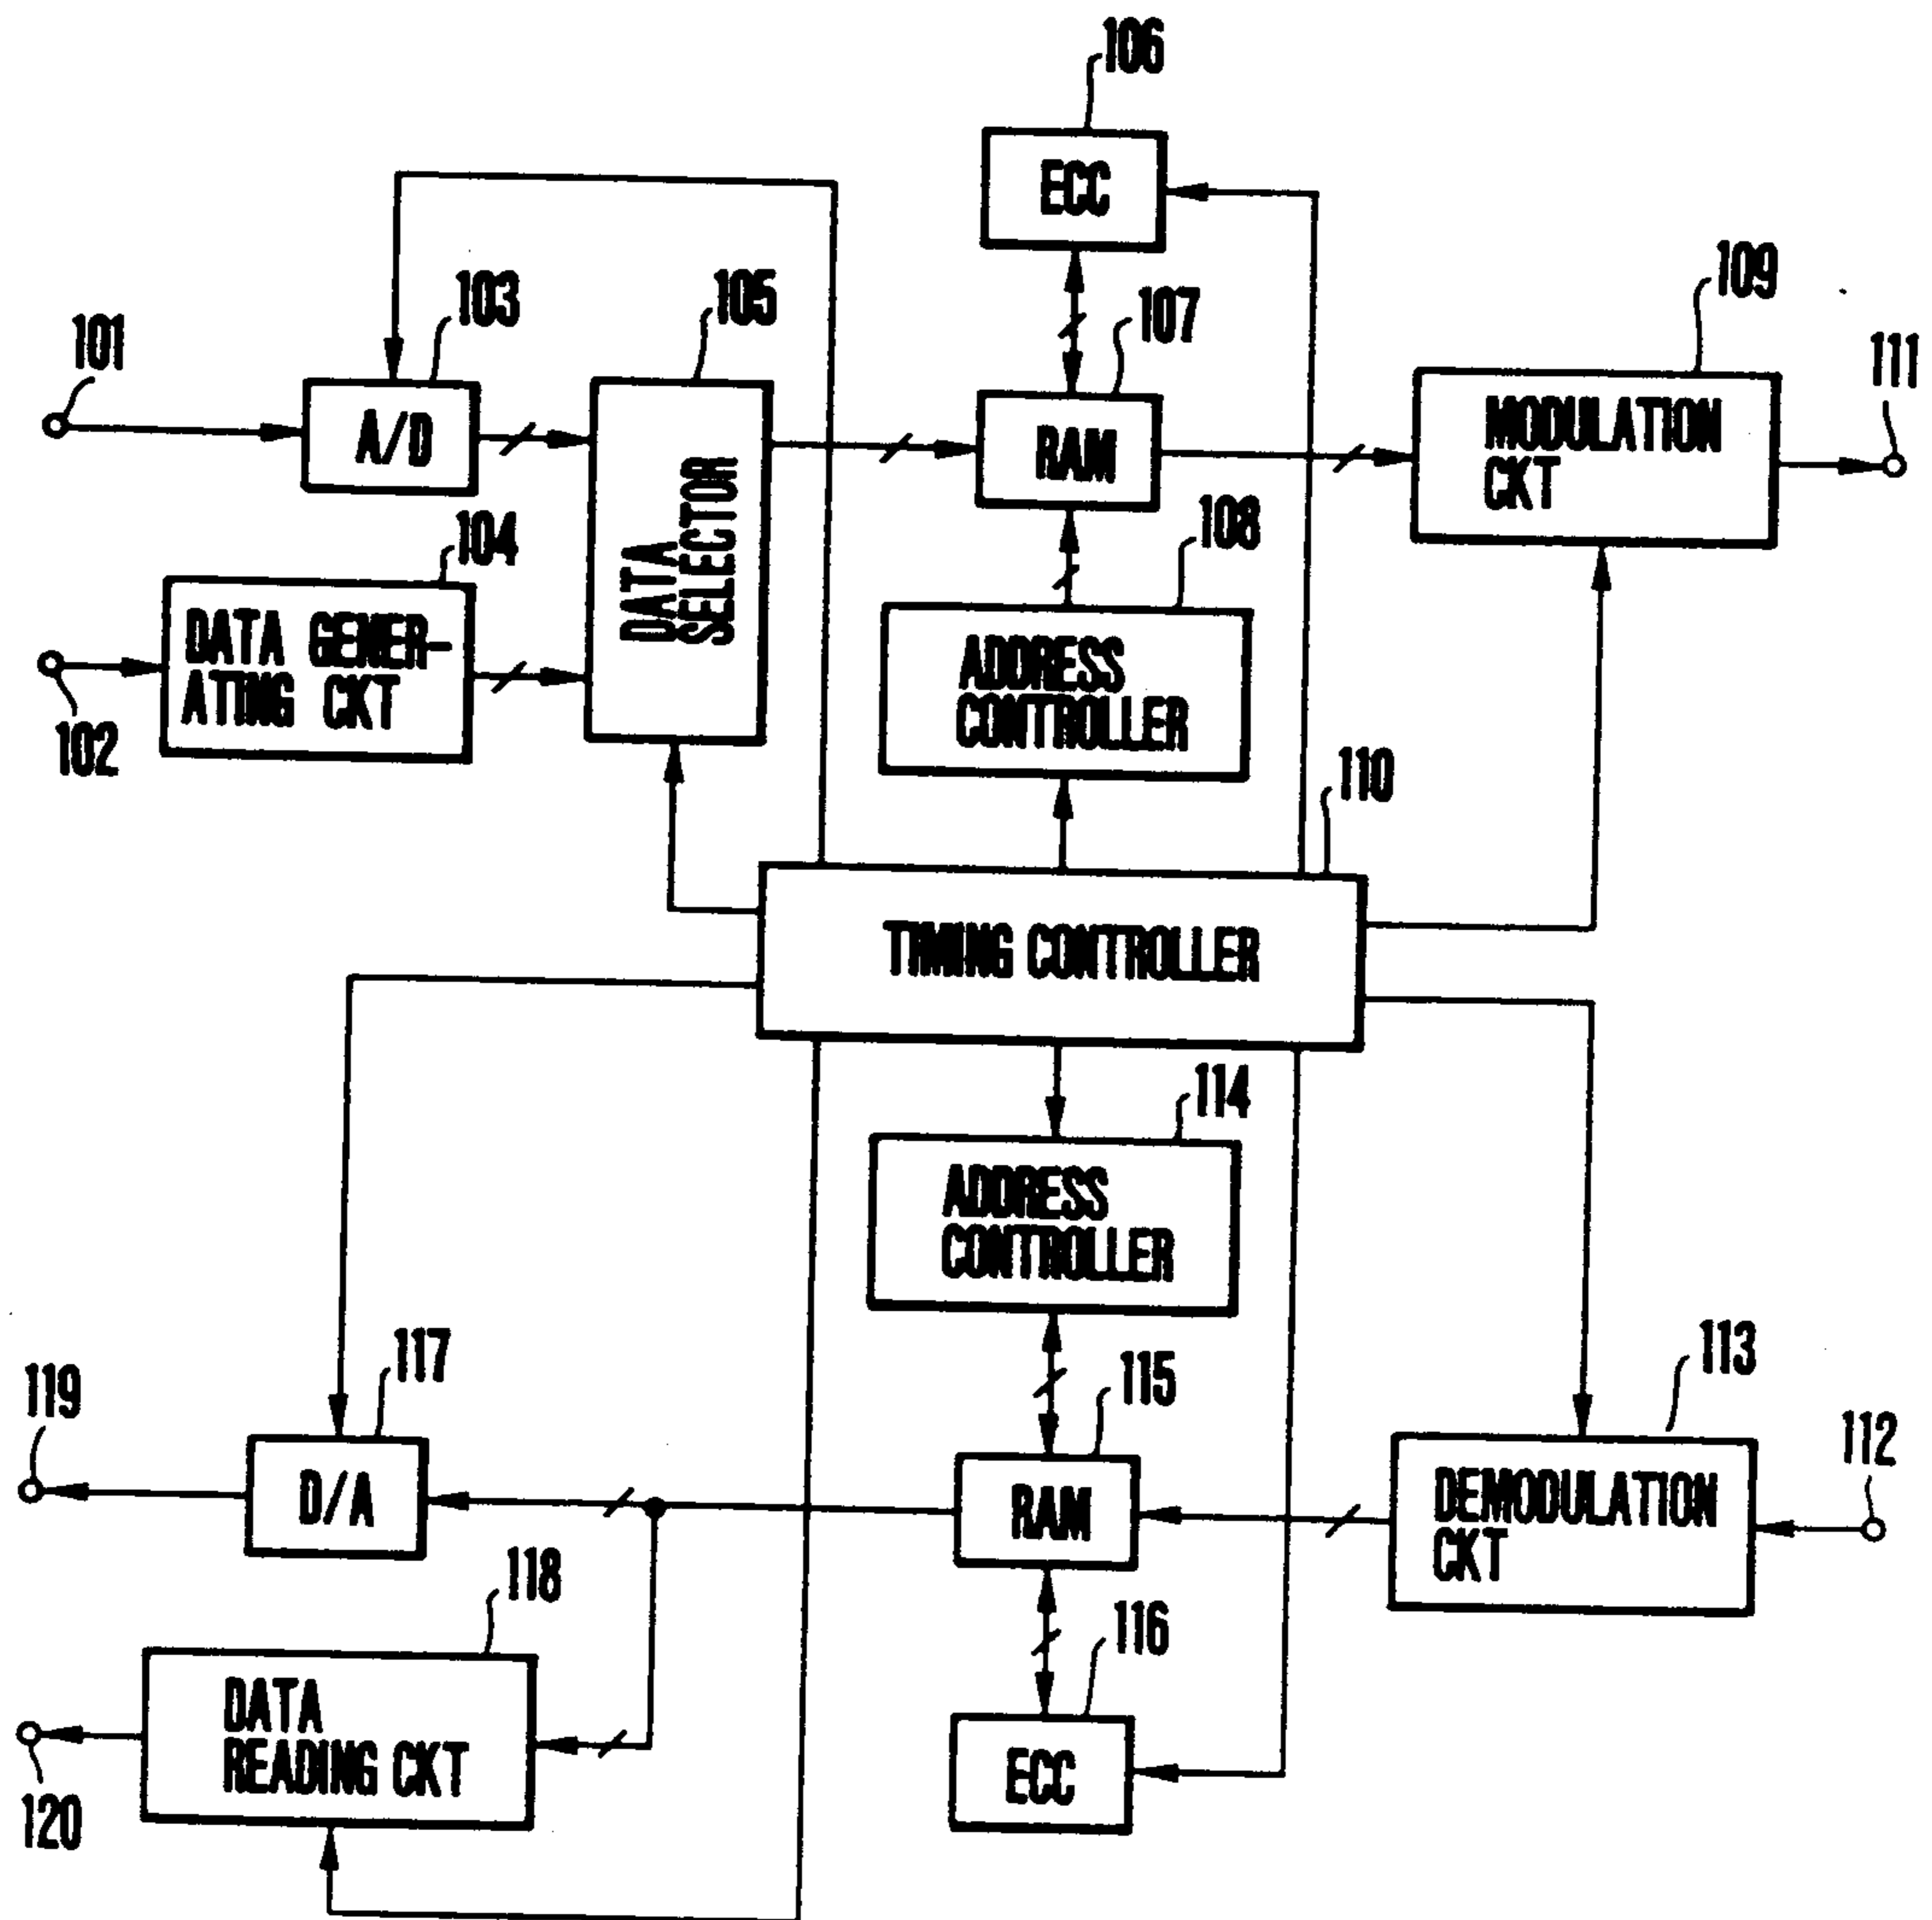 106
ECC
103
105
107
109
101
111
A/D
DATA
SELECTOR
RAM
MODULATION
CKT
104
108
DATA GENER-
ATING CKT
102
ADDRESS
CONTROLLER
110
TIMING CONTROLLER
114
ADDRESS
CONTROLLER
117
115
113
119
112
D/A
RAM
DEMODULATION
CKT
118
116
DATA
READING CKT
ECC
120